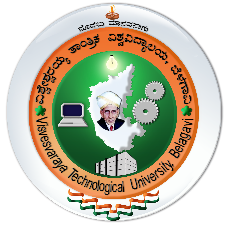 ವಿಶ್ವೇಶ್ವರಯ್ಯ ತಾಂತ್ರಿಕ ವಿಶ್ವವಿದ್ಯಾಲಯ, ಬೆಳಗಾವಿ
Visvesvaraya Technological University, Belagavi